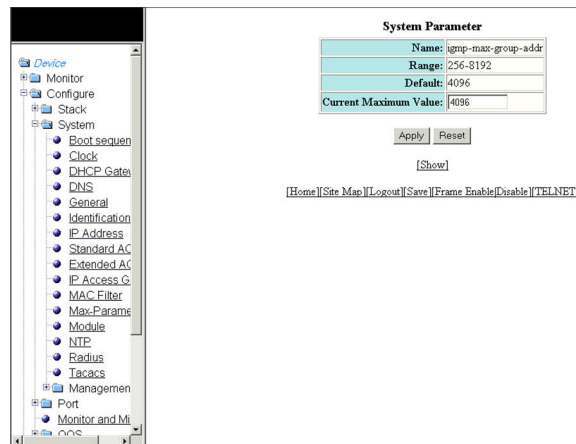 Device
Monitor
Configure
Stack
System
Boot sequen
Clock
DHCP Gate
DNS
General
Identification
IP Address
Standard AC
Extended AC
IP Access G
MAC Filter
Max-Parame
Module
NTP
Radius
Tacacs
Managemen
Port
Monitor and Mi
QOS
System Parameter
Name: igmp-max-group-addr
Range: 256-8192
Default: 4096
Current Maximum Value: 4096
Apply Reset
[Show]
[Home][Site Map][Logout][Save][Frame Enable|Disable][TELNET